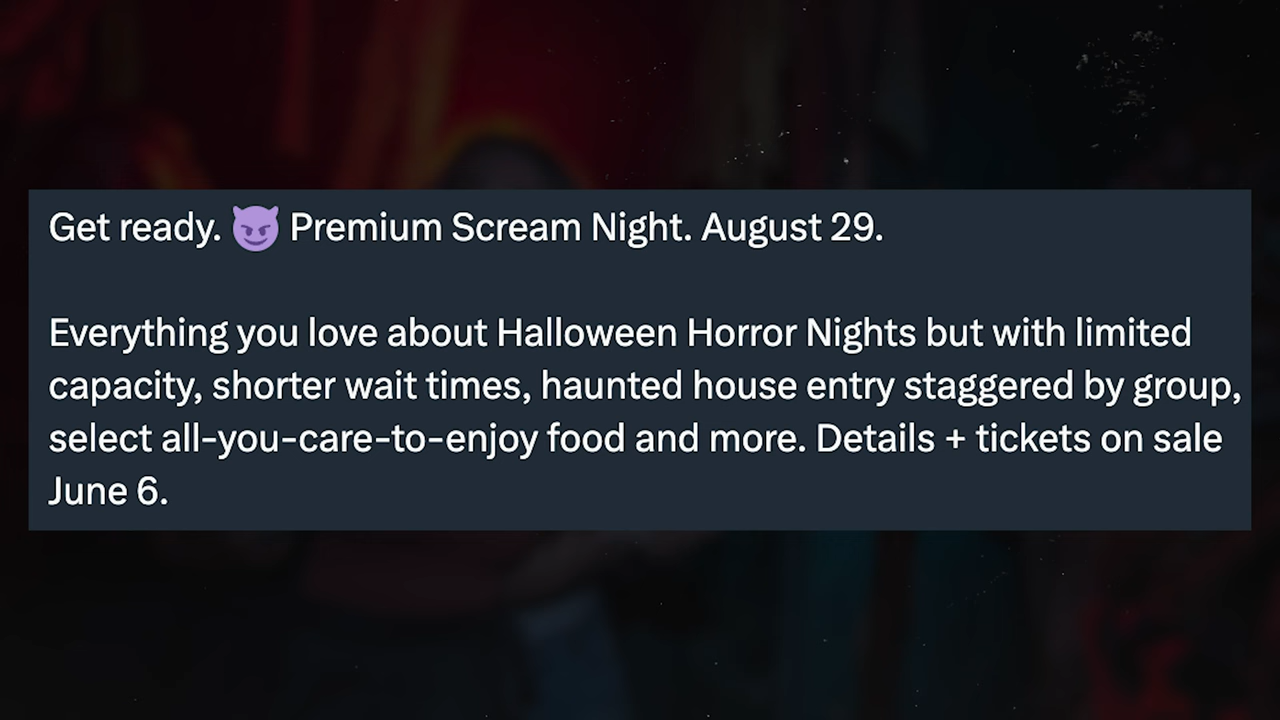 Get ready. 😈 Premium Scream Night. August 29.
Everything you love about Halloween Horror Nights but with limited
capacity, shorter wait times, haunted house entry staggered by group,
select all-you-care-to-enjoy food and more. Details + tickets on sale
June 6.